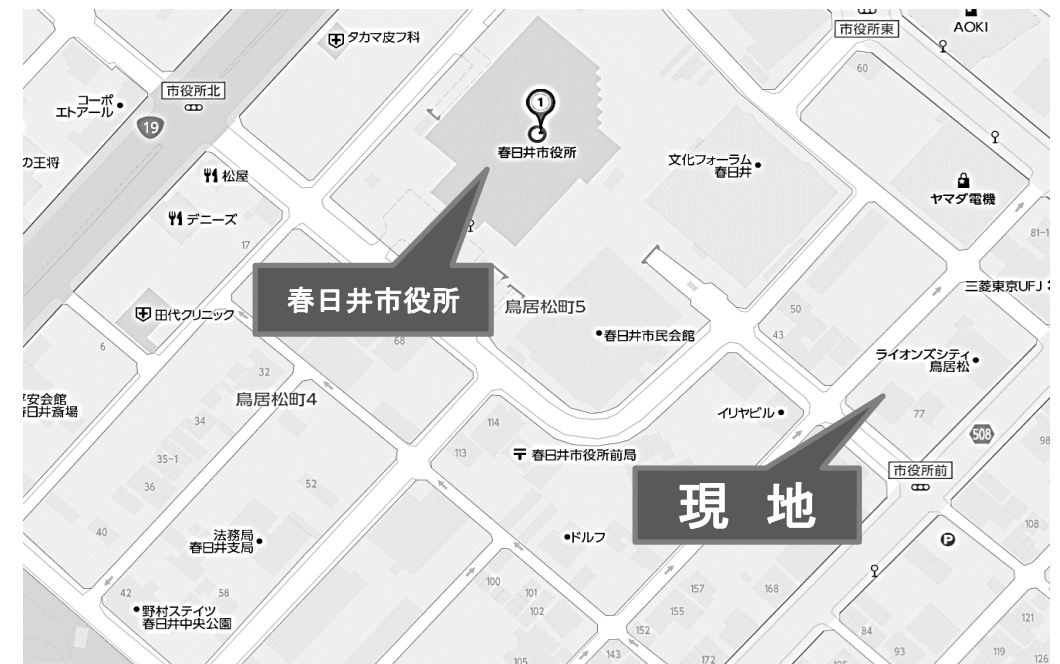 タカマ皮フ科
市役所東
AOKI
60
コーポ
エトアール
市役所北
19
1
春日井市役所
の王将
松屋
文化フォーラム
春日井
ヤマダ電機
デニーズ
17
81-1
春日井市役所
鳥居松町5
三菱東京UFJ
田代クリニック
50
43
春日井市民会館
68
6
32
ライオンズシティ
鳥居松
安会館
日井斎場
鳥居松町4
34
イリヤビル
77
114
508
98
113
春日井市役所前局
35-1
市役所前
36
52
現 地
40
法務局
春日井支局
ドルフ
P
108
100
101
102
157
168
155
42
58
野村ステイツ
春日井中央公園
152
84
121
105
143
172
93
119
126